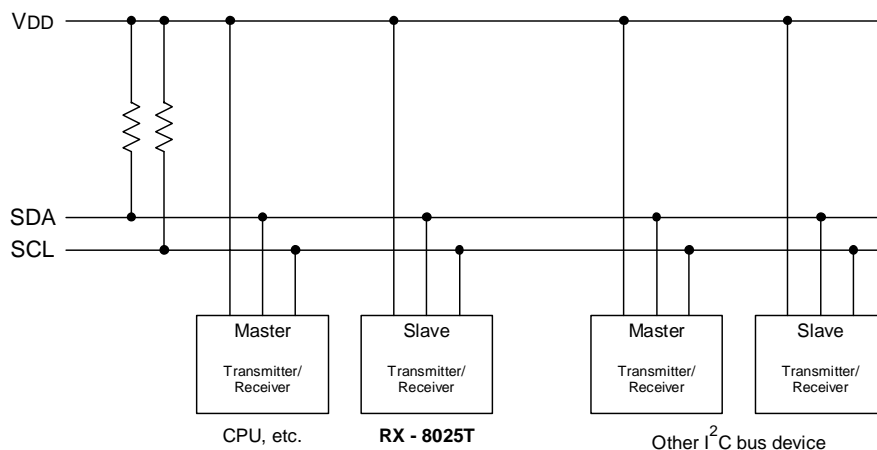 VDD
SDA
SCL
Master
Transmitter/
Receiver
Slave
Transmitter/
Receiver
Master
Transmitter/
Receiver
Slave
Transmitter/
Receiver
CPU, etc.
RX - 8025T
Other I²C bus device